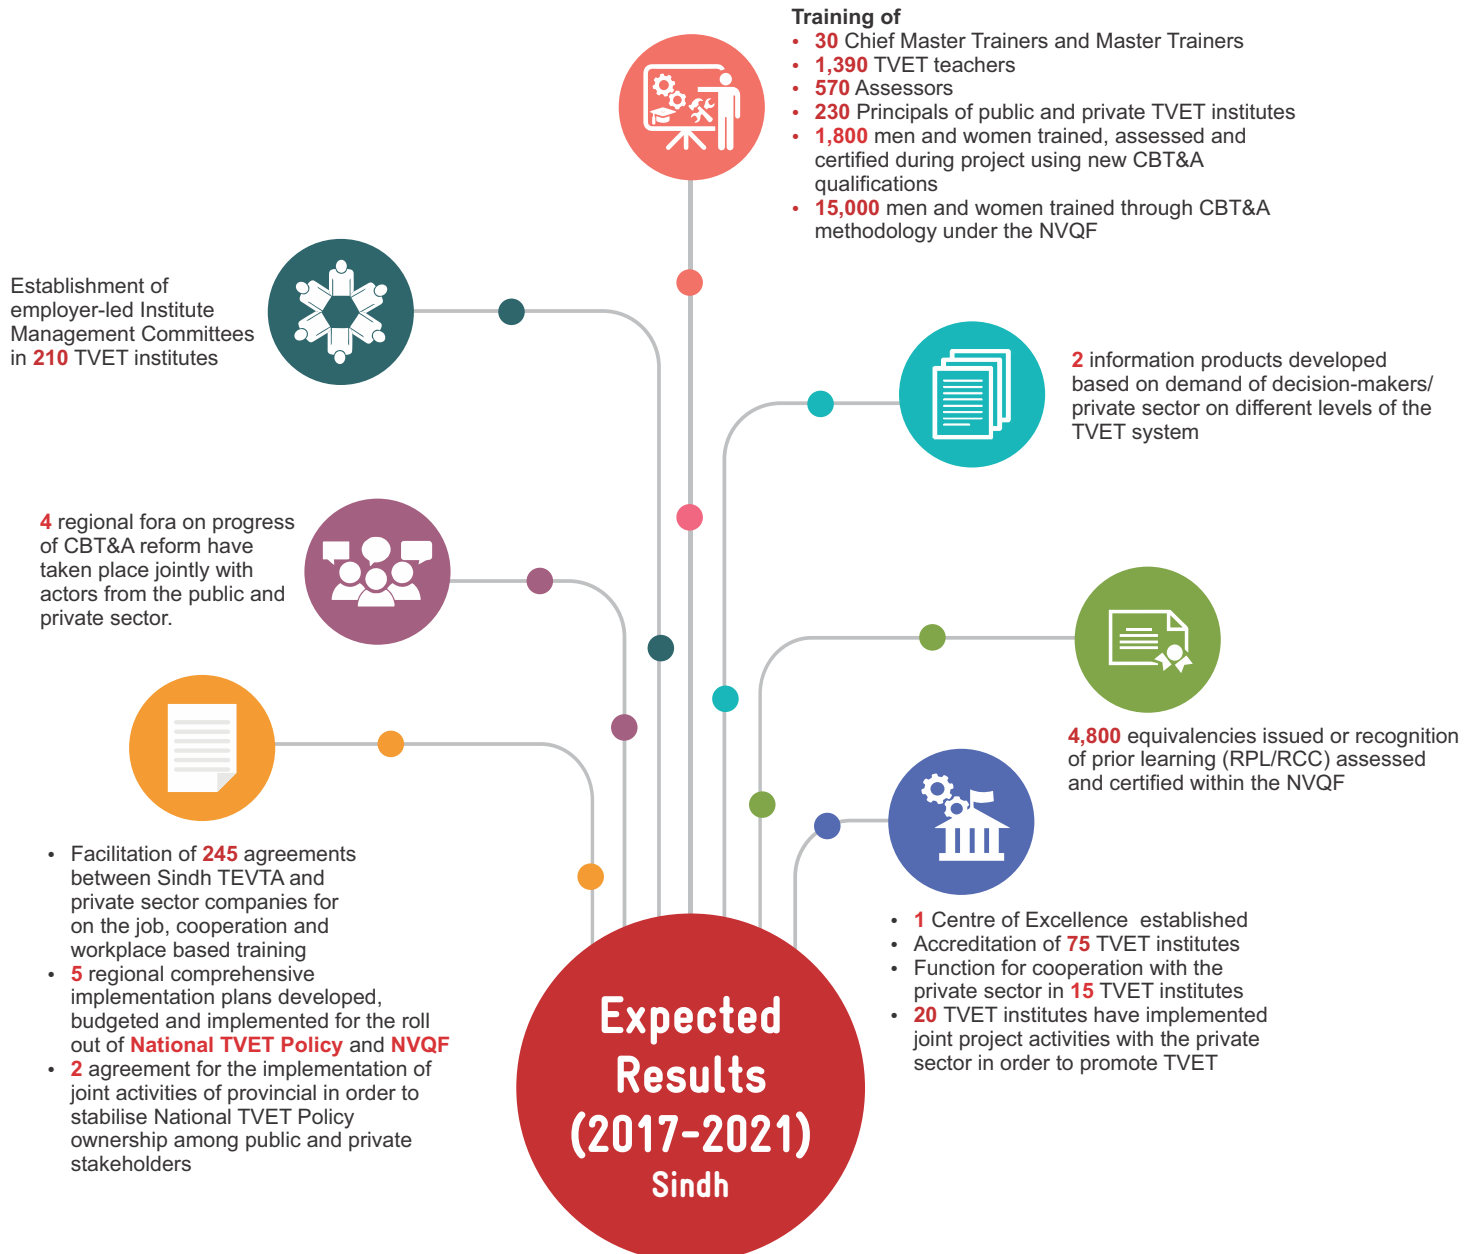 Training of
• 30 Chief Master Trainers and Master Trainers
• 1,390 TVET teachers
• 570 Assessors
• 230 Principals of public and private TVET institutes
• 1,800 men and women trained, assessed and
certified during project using new CBT&A
qualifications
• 15,000 men and women trained through CBT&A
methodology under the NVQF
Establishment of
employer-led Institute
Management Committees
in 210 TVET institutes
2 information products developed
based on demand of decision-makers/
private sector on different levels of the
TVET system
4 regional fora on progress
of CBT&A reform have
taken place jointly with
actors from the public and
private sector.
4,800 equivalencies issued or recognition
of prior learning (RPL/RCC) assessed
and certified within the NVQF
• Facilitation of 245 agreements
between Sindh TEVTA and
private sector companies for
on the job, cooperation and
workplace based training
• 5 regional comprehensive
implementation plans developed,
budgeted and implemented for the roll
out of National TVET Policy and NVQF
• 2 agreement for the implementation of
joint activities of provincial in order to
stabilise National TVET Policy
ownership among public and private
stakeholders
• 1 Centre of Excellence established
• Accreditation of 75 TVET institutes
• Function for cooperation with the
private sector in 15 TVET institutes
• 20 TVET institutes have implemented
joint project activities with the private
sector in order to promote TVET
Expected
Results
(2017-2021)
Sindh